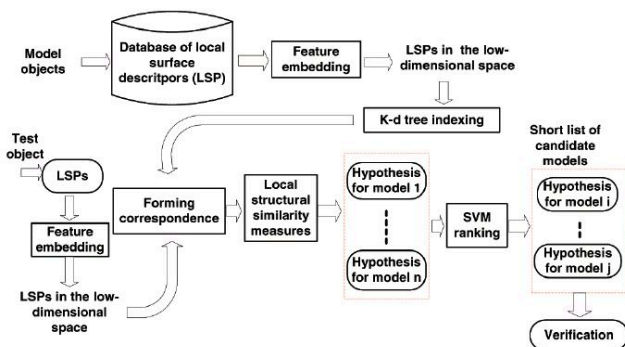 Model
objects
Database of local
surface
descritpors (LSP)
Feature
embedding
LSPs in the low-
dimensional space
K-d tree indexing
Test
object
LSPs
Feature
embedding
LSPs in the low-
dimensional space
Forming
correspondence
Local
structural
similarity
measures
Hypothesis
for model 1
Hypothesis
for model n
SVM
ranking
Short list of
candidate
models
Hypothesis
for model i
Hypothesis
for model j
Verification